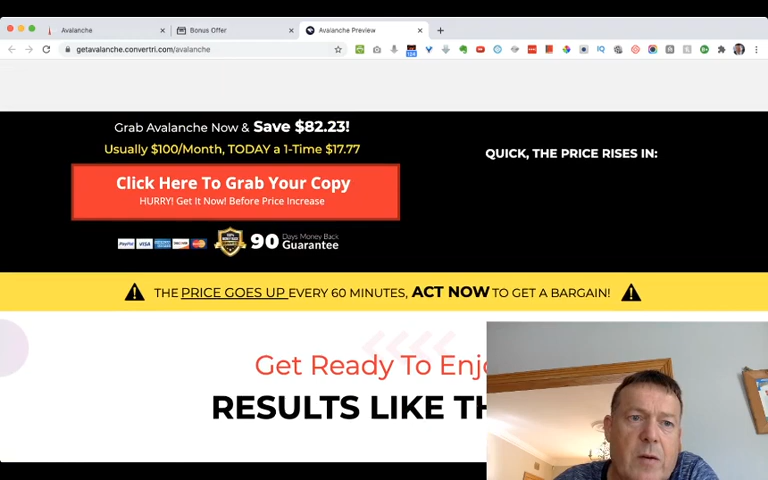 Avalanche
Bonus Offer
Avalanche Preview
getavalanche.convertri.com/avalanche
Grab Avalanche Now & Save $82.23!
Usually $100/Month, TODAY a 1-Time $17.77
QUICK, THE PRICE RISES IN:
Click Here To Grab Your Copy
HURRY! Get It Now! Before Price Increase
PayPal VISA
90 Days Money Back
Guarantee
THE PRICE GOES UP EVERY 60 MINUTES, ACT NOW TO GET A BARGAIN!
Get Ready To Enj
RESULTS LIKE TH